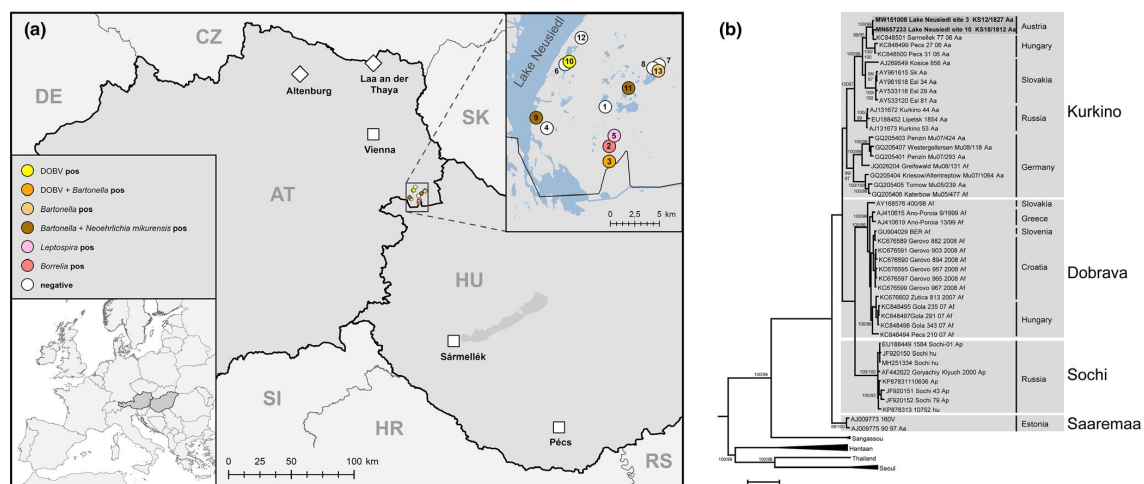 (a)
CZ
DE
SK
AT
HU
SI
HR
RS
Altenburg
Laa an der
Thaya
Vienna
Sármellék
Pécs
DOBV pos
DOBV + Bartonella pos
Bartonella pos
Bartonella + Neoehrlichia mikurensis pos
Leptospira pos
Borrelia pos
negative
0 25 50 100 km
Lake Neusiedl
12
10
6
8
7
13
11
1
9
4
5
2
3
0 2,5 5 km
(b)
MW151008 Lake Neusiedl site 3 KS12/1827 Aa
MN657233 Lake Neusiedl site 10 KS18/1812 Aa
KC848501 Sarmellek 77 06 Aa
KC848499 Pecs 27 06 Aa
KC848500 Pecs 31 06 Aa
AJ269549 Kosice 856 Aa
AY961615 Sk Aa
AY961618 Esl 34 Aa
AY533118 Esl 29 Aa
AY533120 Esl 81 Aa
AJ131672 Kurkino 44 Aa
EU188452 Lipetsk 1854 Aa
AJ131673 Kurkino 53 Aa
GQ205403 Penzin Mu07/424 Aa
GQ205407 Westergellersen Mu08/118 Aa
GQ205401 Penzin Mu07/293 Aa
JQ026204 Greifswald Mu08/131 Af
GQ205404 Kriesow/Altentreptow Mu07/1064 Aa
GQ205405 Tornow Mu05/239 Aa
GQ205406 Katerbow Mu05/477 Af
AY168576 400/98 Af
AJ410615 Ano-Poroia 9/1999 Af
AJ410619 Ano-Poroia 13/99 Af
GU904029 BER Af
KC676589 Gerovo 882 2008 Af
KC676591 Gerovo 903 2008 Af
KC676590 Gerovo 894 2008 Af
KC676595 Gerovo 957 2008 Af
KC676597 Gerovo 965 2008 Af
KC676599 Gerovo 967 2008 Af
KC676602 Zutica 813 2007 Af
KC848495 Gola 235 07 Af
KC848497Gola 291 07 Af
KC848498 Gola 343 07 Af
KC848494 Pecs 210 07 Af
EU188449 1584 Sochi-01 Ap
JF920150 Sochi hu
MH251334 Sochi hu
AF442622 Goryachiy Klyuch 2000 Ap
KP87831110636 Ap
JF920151 Sochi 43 Ap
JF920152 Sochi 79 Ap
KP878313 10752 hu
AJ009773 160V
AJ009775 90 97 Aa
Sangassou
Hantaan
Thailand
Seoul
Austria
Hungary
Slovakia
Russia
Germany
Slovakia
Greece
Slovenia
Croatia
Hungary
Russia
Estonia
Kurkino
Dobrava
Sochi
Saaremaa